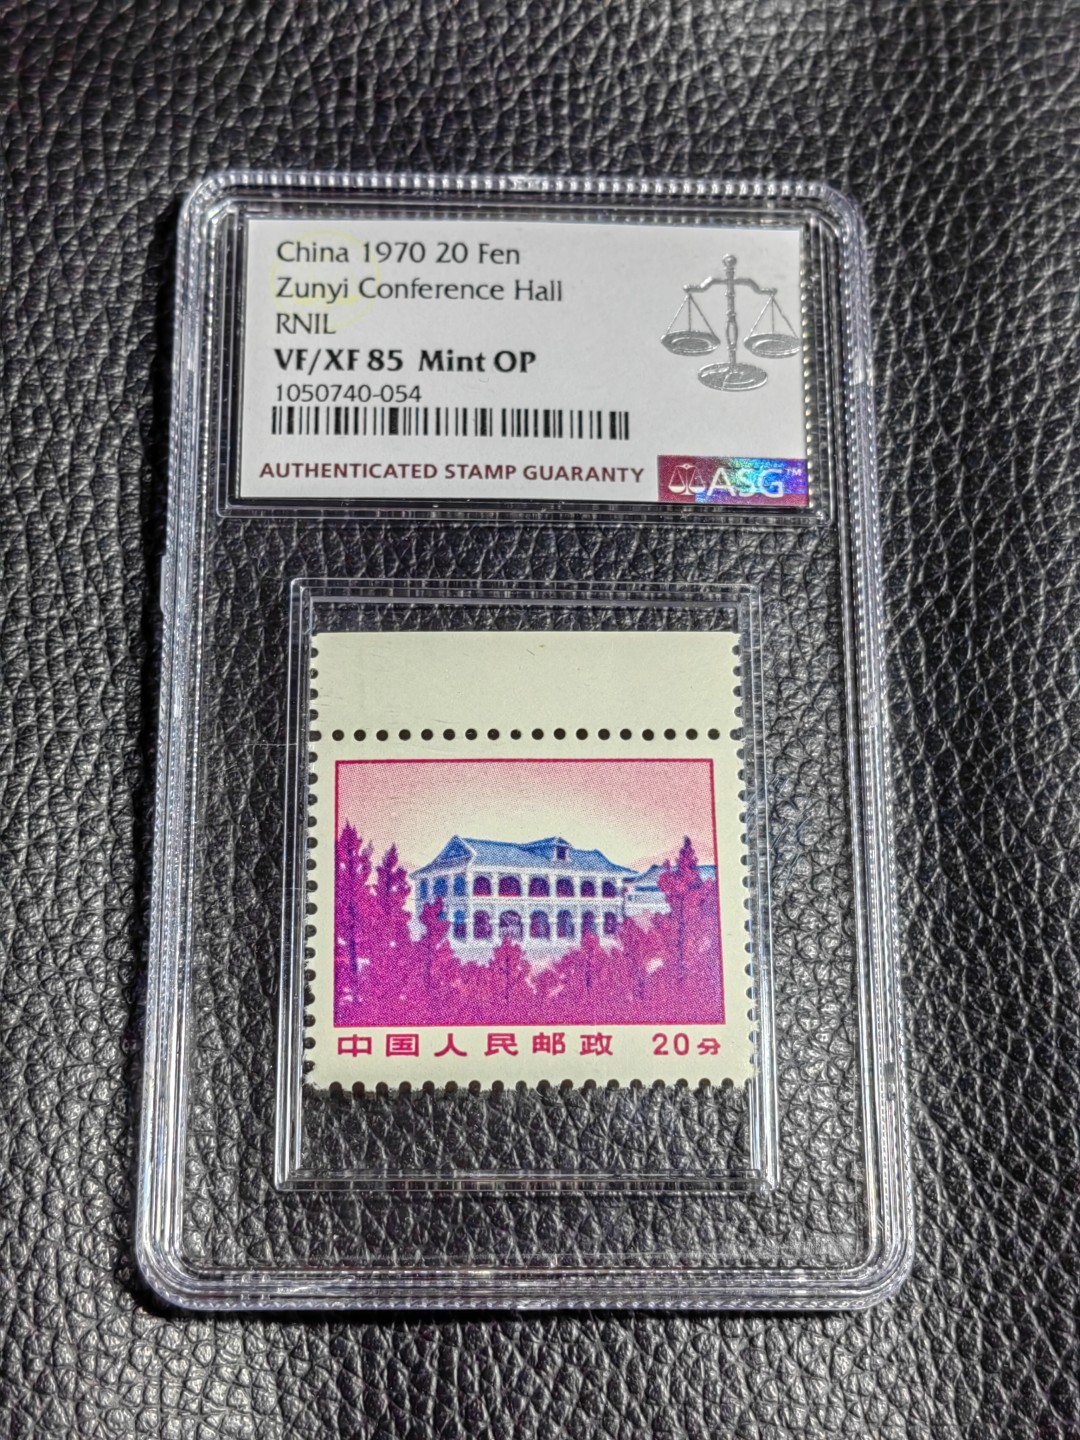 China 1970 20 Fen
Zunyi Conference Hall
RNIL
VF/XF 85 Mint OP
1050740-054
AUTHENTICATED STAMP GUARANTY
ASG™
中国人民邮政 20分